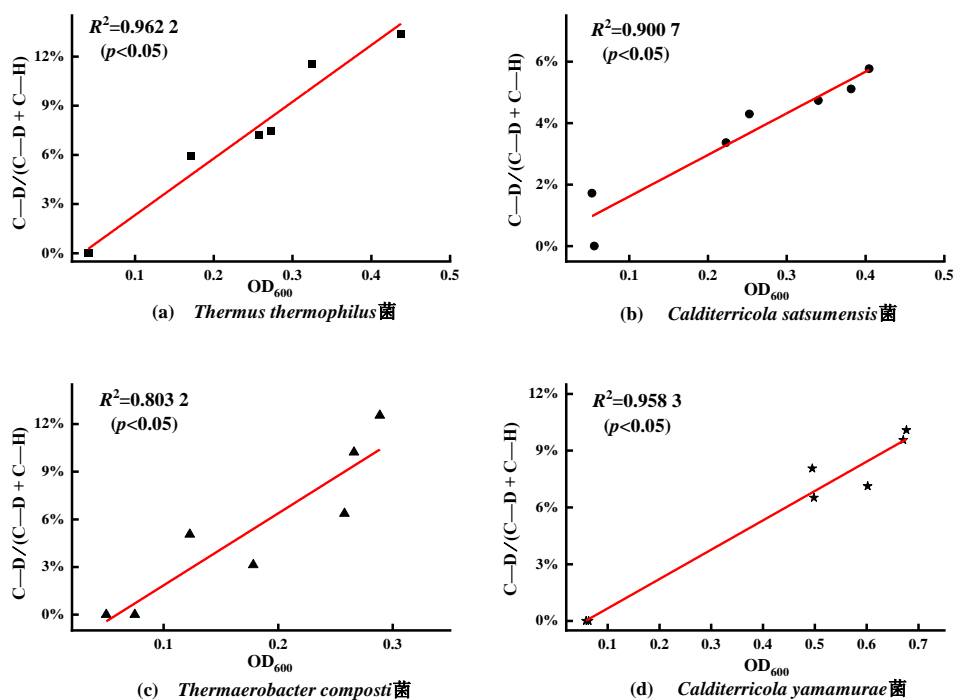 R²=0.962 2
(p<0.05)
C—D/(C—D + C—H)
12%
9%
6%
3%
0%
0.1 0.2 0.3 0.4 0.5
OD₆₀₀
(a) Thermus thermophilus菌
R²=0.900 7
(p<0.05)
C—D/(C—D + C—H)
6%
4%
2%
0%
0.1 0.2 0.3 0.4 0.5
OD₆₀₀
(b) Calditerricola satsumensis菌
R²=0.803 2
(p<0.05)
C—D/(C—D + C—H)
12%
9%
6%
3%
0%
0.1 0.2 0.3
OD₆₀₀
(c) Thermaerobacter composti菌
R²=0.958 3
(p<0.05)
C—D/(C—D + C—H)
12%
9%
6%
3%
0%
0.1 0.2 0.3 0.4 0.5 0.6 0.7
OD₆₀₀
(d) Calditerricola yamamurae菌